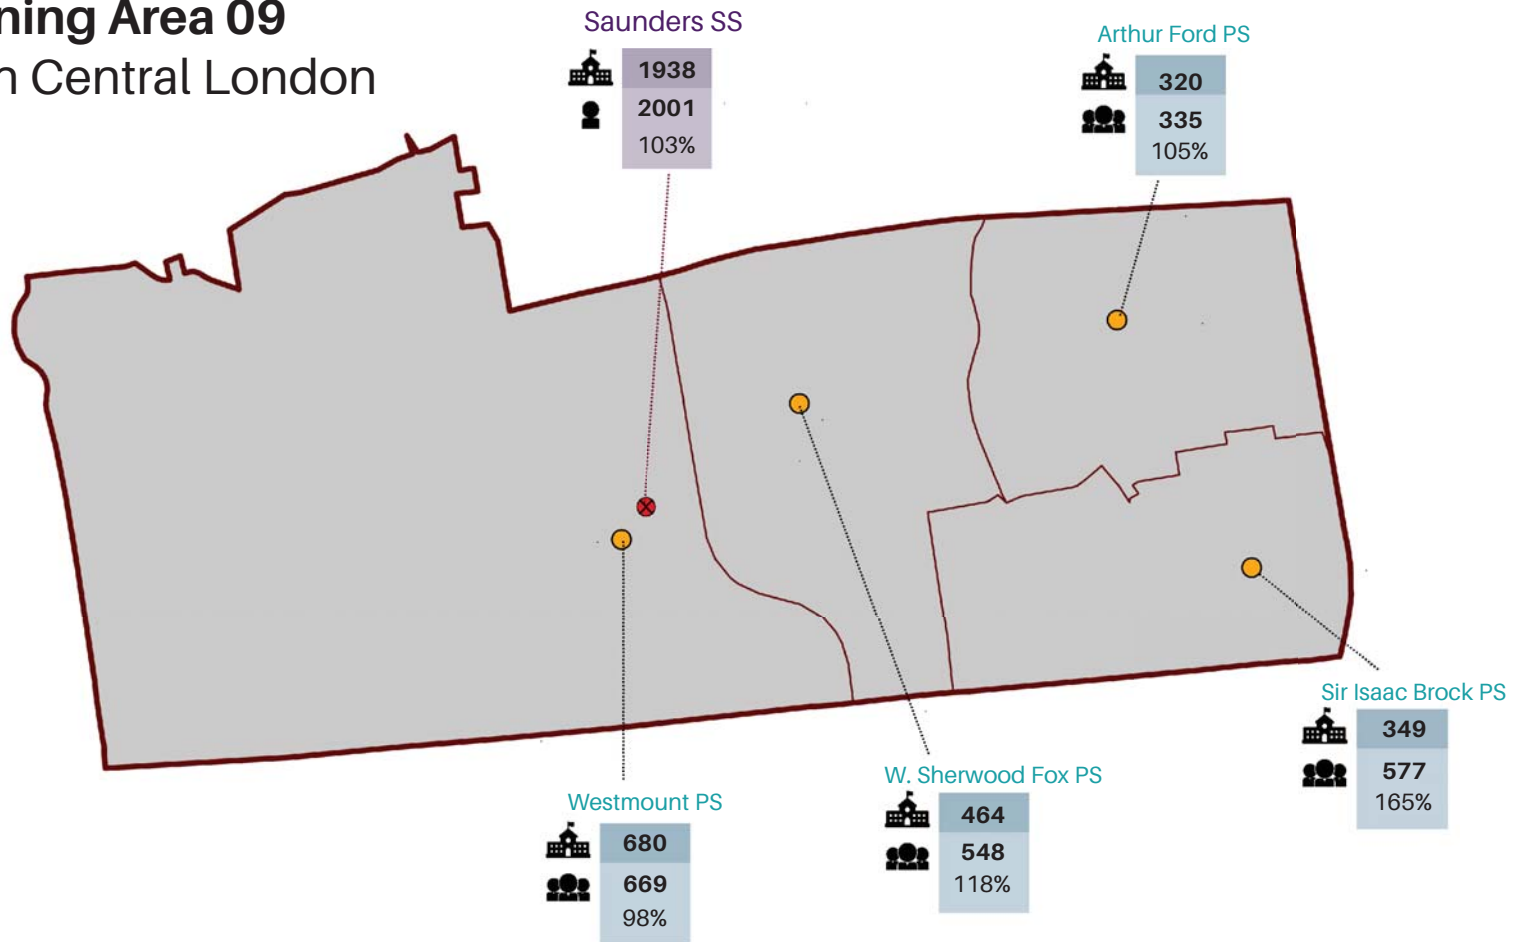 ning Area 09
n Central London
Saunders SS
1938
2001
103%
Arthur Ford PS
320
335
105%
Sir Isaac Brock PS
349
577
165%
W. Sherwood Fox PS
464
548
118%
Westmount PS
680
669
98%